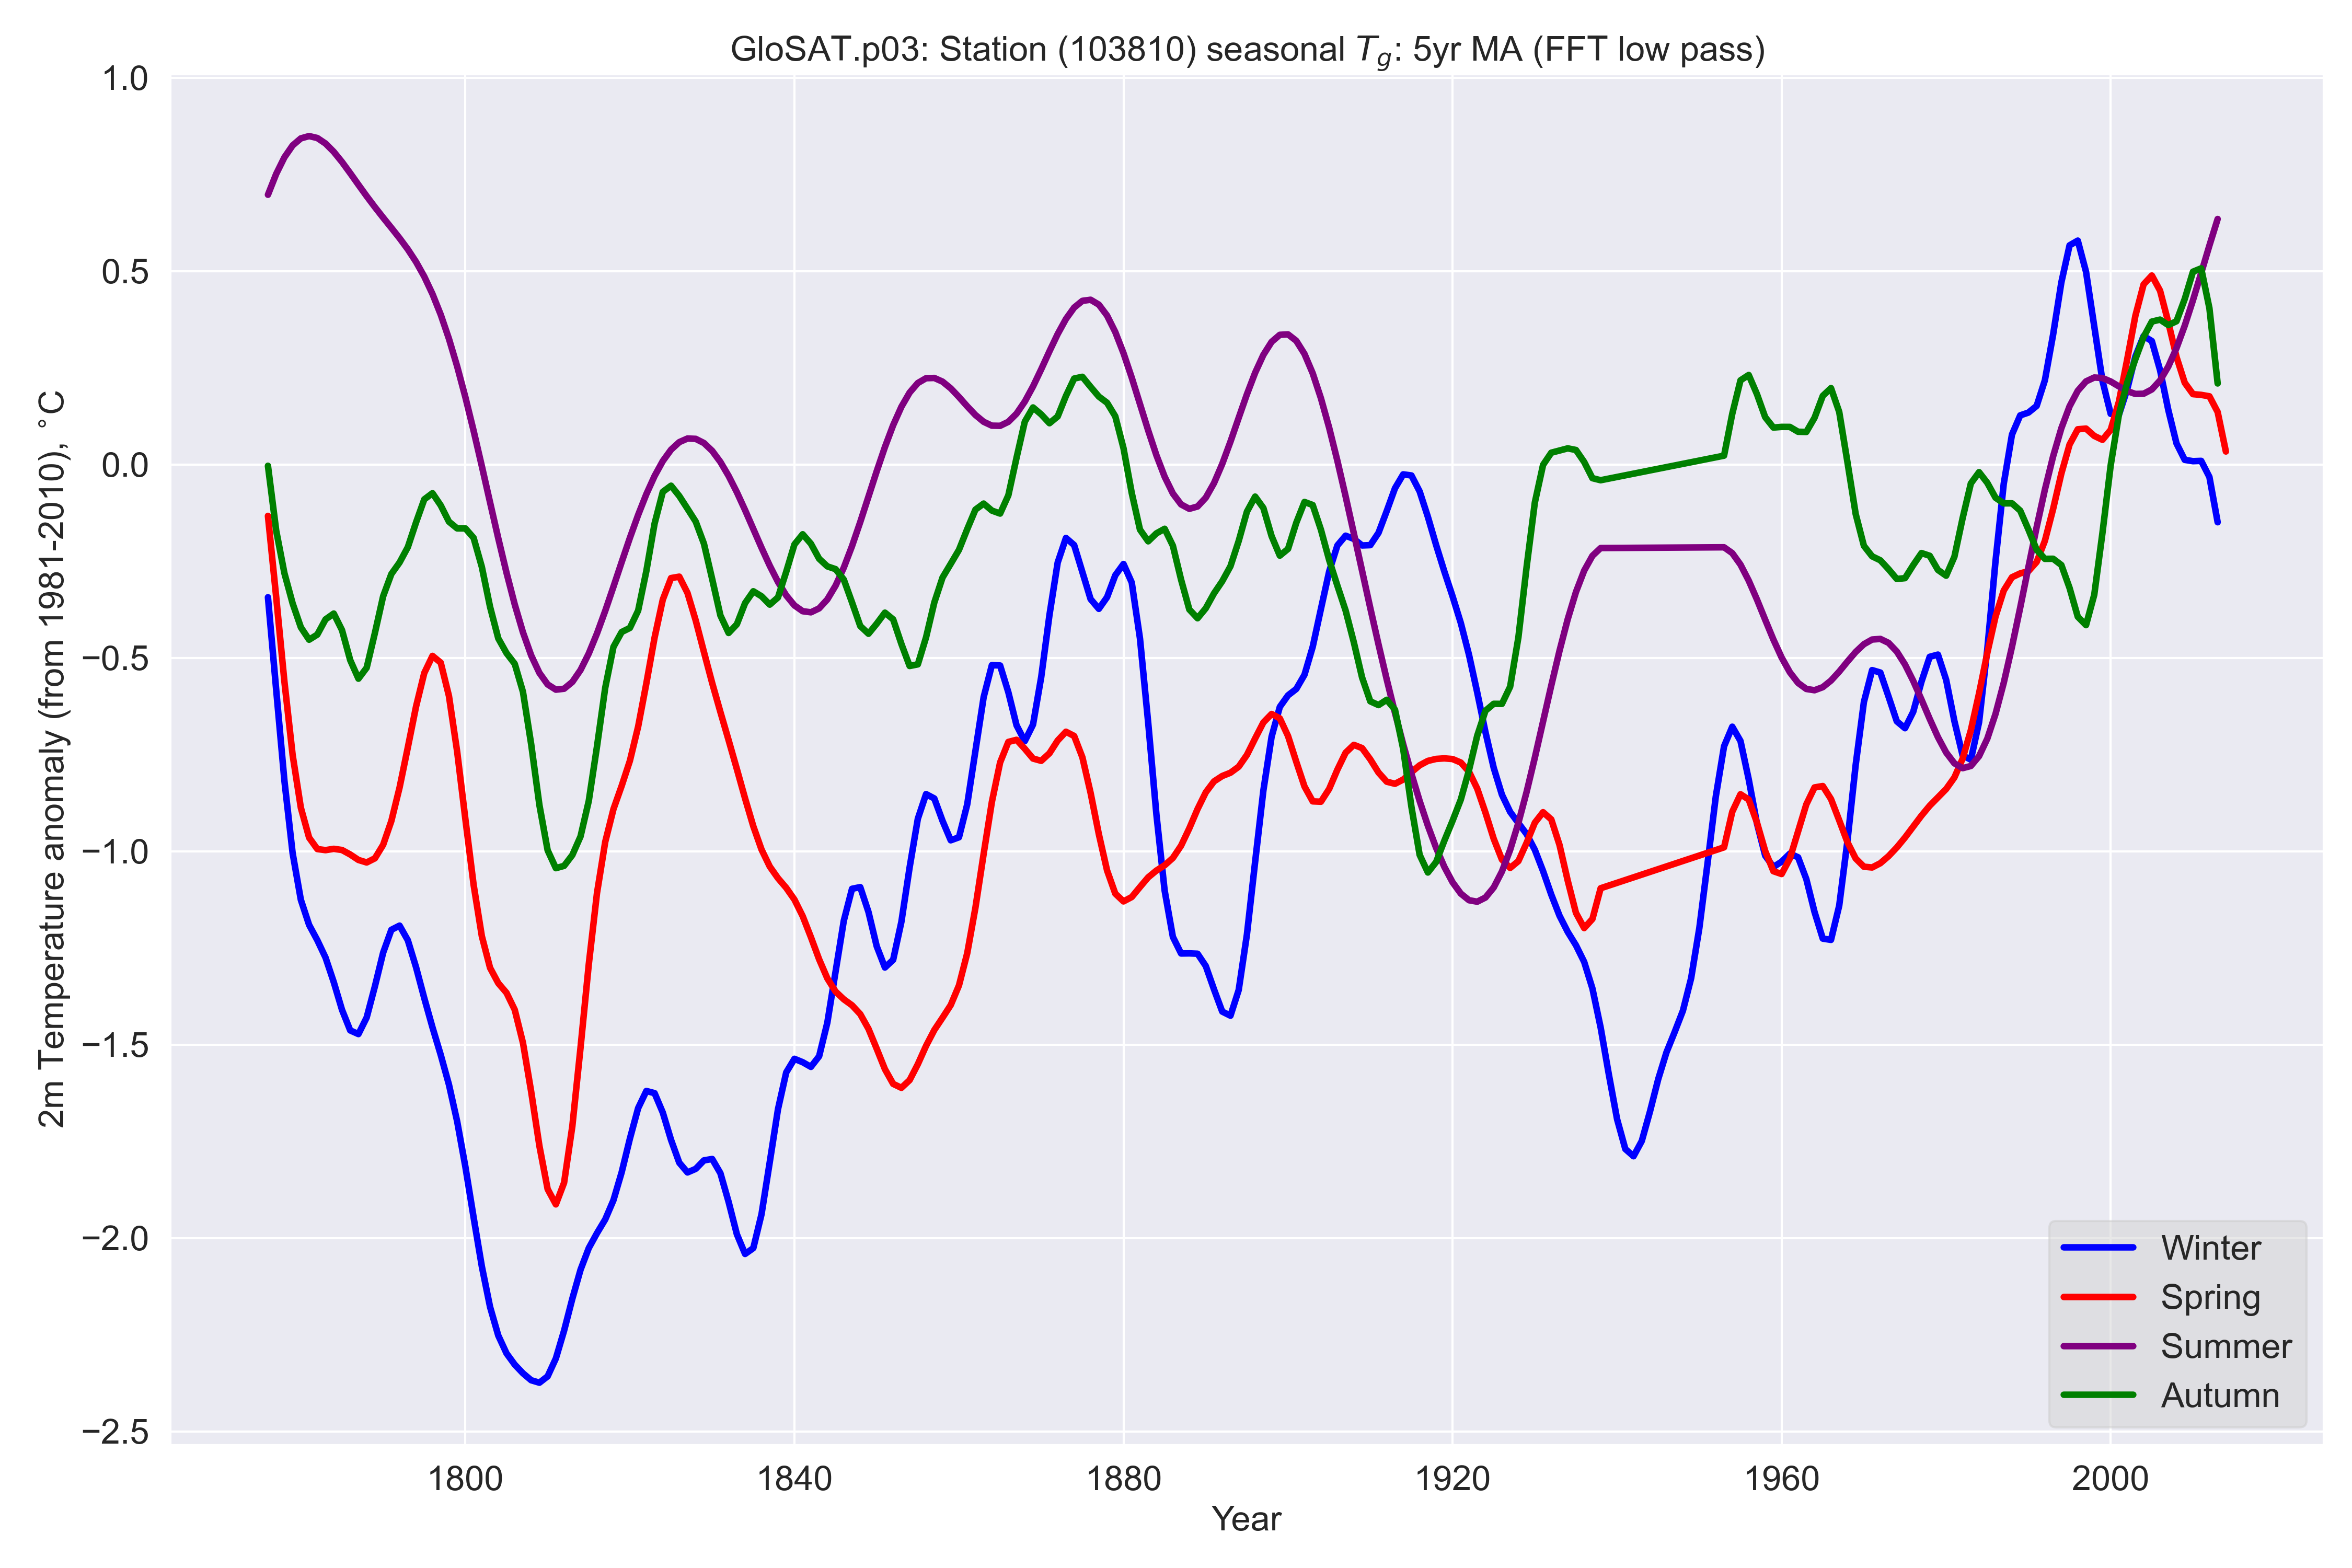 GloSAT.p03: Station (103810) seasonal Tg: 5yr MA (FFT low pass)
1.0
0.5
0.0
−0.5
−1.0
−1.5
−2.0
−2.5
2m Temperature anomaly (from 1981-2010), °C
1800
1840
1880
1920
1960
2000
Year
Winter
Spring
Summer
Autumn